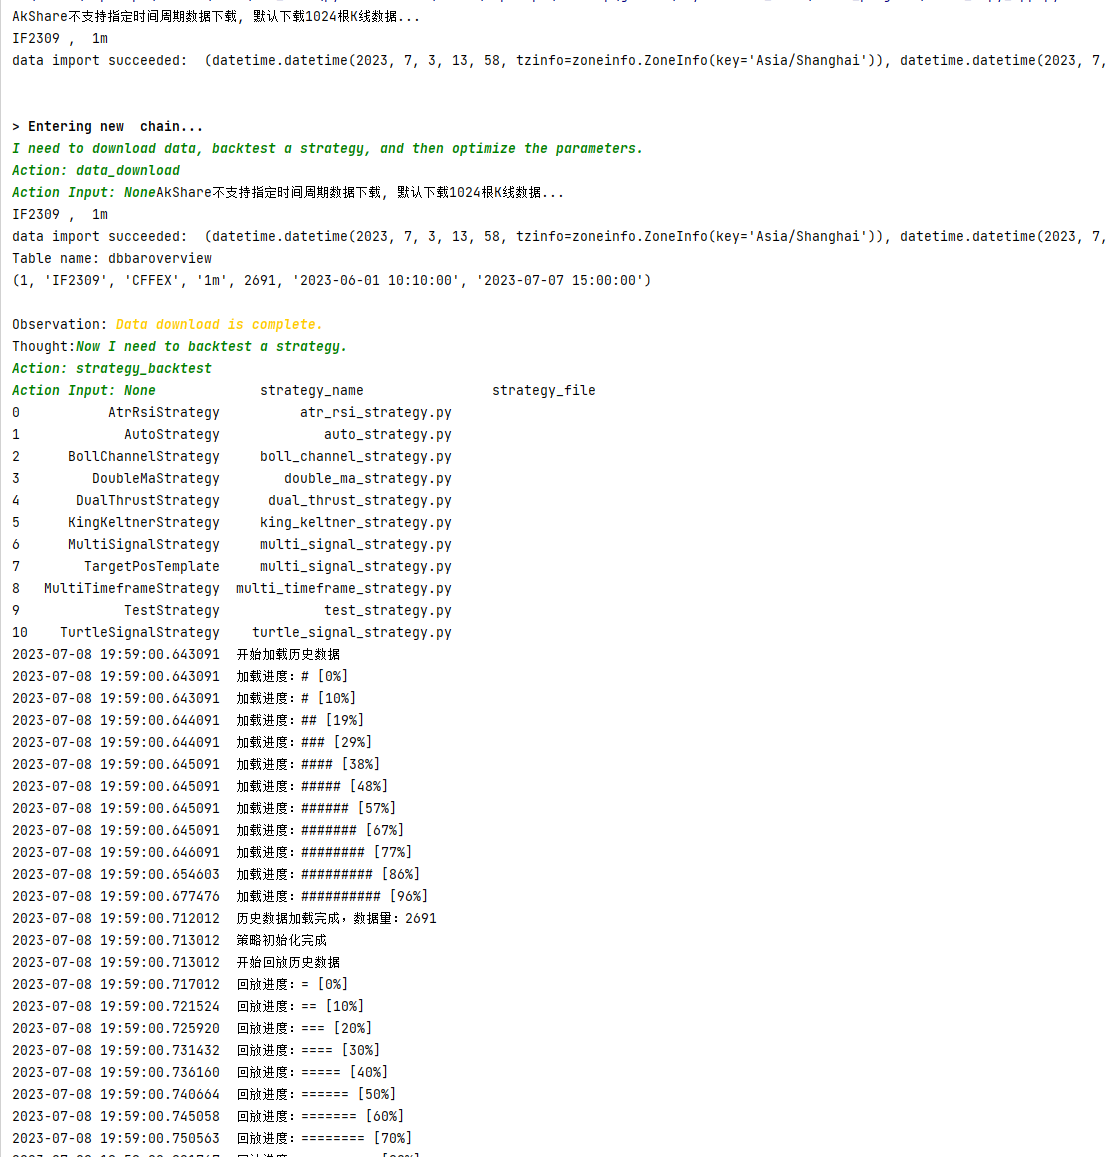 AkShare不支持指定时间周期数据下载, 默认下载1024根K线数据...
IF2309 ,  1m
data import succeeded:  (datetime.datetime(2023, 7, 3, 13, 58, tzinfo=zoneinfo.ZoneInfo(key='Asia/Shanghai')), datetime.datetime(2023, 7,
> Entering new  chain...
I need to download data, backtest a strategy, and then optimize the parameters.
Action: data_download
Action Input: NoneAkShare不支持指定时间周期数据下载, 默认下载1024根K线数据...
IF2309 ,  1m
data import succeeded:  (datetime.datetime(2023, 7, 3, 13, 58, tzinfo=zoneinfo.ZoneInfo(key='Asia/Shanghai')), datetime.datetime(2023, 7,
Table name: dbbaroverview
(1, 'IF2309', 'CFFEX', '1m', 2691, '2023-06-01 10:10:00', '2023-07-07 15:00:00')
Observation: Data download is complete.
Thought:Now I need to backtest a strategy.
Action: strategy_backtest
Action Input: None             strategy_name                strategy_file
0           AtrRsiStrategy          atr_rsi_strategy.py
1             AutoStrategy             auto_strategy.py
2      BollChannelStrategy     boll_channel_strategy.py
3         DoubleMaStrategy        double_ma_strategy.py
4       DualThrustStrategy      dual_thrust_strategy.py
5      KingKeltnerStrategy     king_keltner_strategy.py
6      MultiSignalStrategy     multi_signal_strategy.py
7        TargetPosTemplate     multi_signal_strategy.py
8   MultiTimeframeStrategy  multi_timeframe_strategy.py
9             TestStrategy             test_strategy.py
10    TurtleSignalStrategy    turtle_signal_strategy.py
2023-07-08 19:59:00.643091  开始加载历史数据
2023-07-08 19:59:00.643091  加载进度：# [0%]
2023-07-08 19:59:00.643091  加载进度：# [10%]
2023-07-08 19:59:00.644091  加载进度：## [19%]
2023-07-08 19:59:00.644091  加载进度：### [29%]
2023-07-08 19:59:00.645091  加载进度：#### [38%]
2023-07-08 19:59:00.645091  加载进度：##### [48%]
2023-07-08 19:59:00.645091  加载进度：###### [57%]
2023-07-08 19:59:00.645091  加载进度：####### [67%]
2023-07-08 19:59:00.646091  加载进度：######## [77%]
2023-07-08 19:59:00.654603  加载进度：######### [86%]
2023-07-08 19:59:00.677476  加载进度：########## [96%]
2023-07-08 19:59:00.712012  历史数据加载完成，数据量：2691
2023-07-08 19:59:00.713012  策略初始化完成
2023-07-08 19:59:00.713012  开始回放历史数据
2023-07-08 19:59:00.717012  回放进度：= [0%]
2023-07-08 19:59:00.721524  回放进度：== [10%]
2023-07-08 19:59:00.725920  回放进度：=== [20%]
2023-07-08 19:59:00.731432  回放进度：==== [30%]
2023-07-08 19:59:00.736160  回放进度：===== [40%]
2023-07-08 19:59:00.740664  回放进度：====== [50%]
2023-07-08 19:59:00.745058  回放进度：======= [60%]
2023-07-08 19:59:00.750563  回放进度：======== [70%]